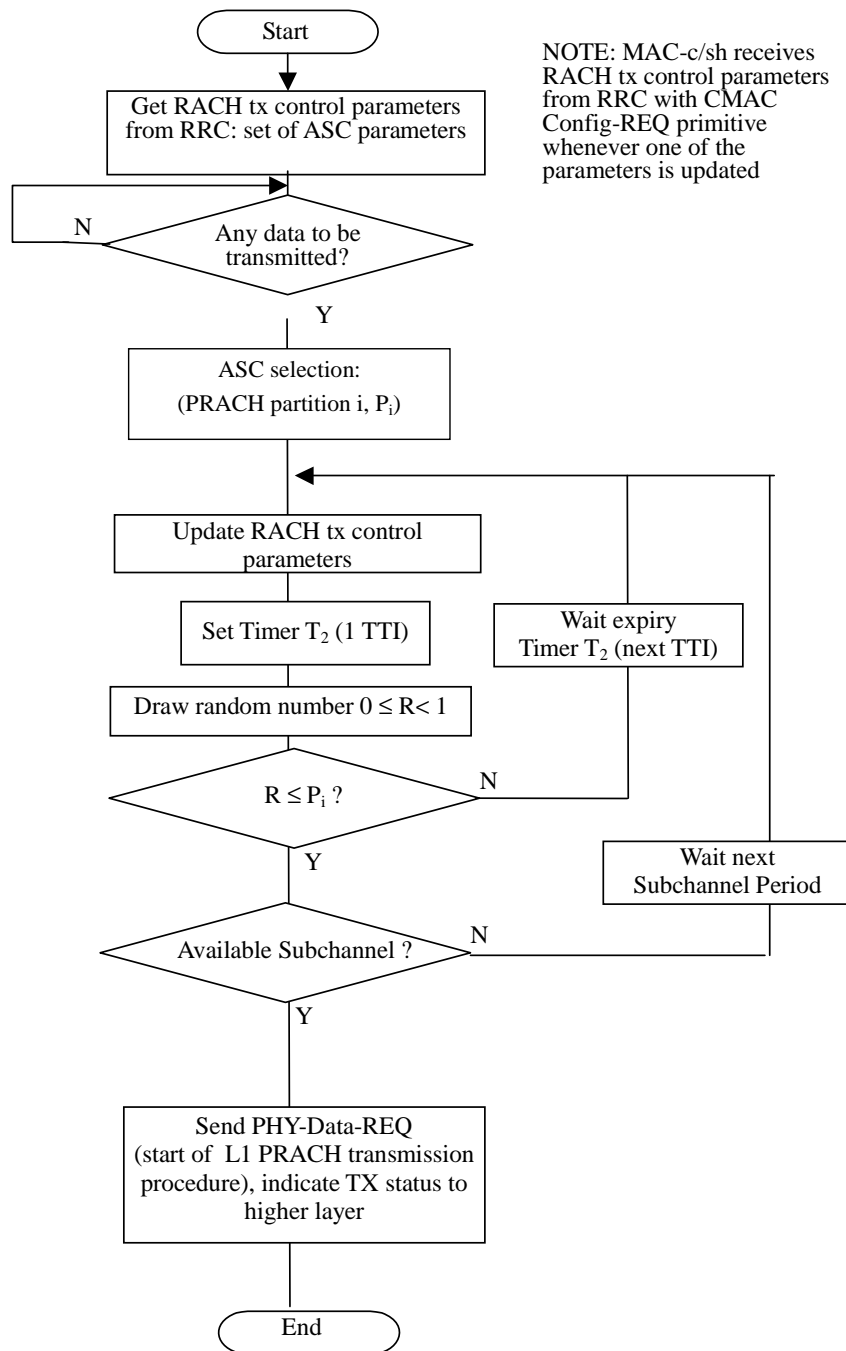 Start
NOTE: MAC-c/sh receives
RACH tx control parameters
from RRC with CMAC
Config-REQ primitive
whenever one of the
parameters is updated
Get RACH tx control parameters
from RRC: set of ASC parameters
N
Any data to be
transmitted?
Y
ASC selection:
(PRACH partition i, Pi)
Update RACH tx control
parameters
Set Timer T2 (1 TTI)
Wait expiry
Timer T2 (next TTI)
Draw random number 0 ≤ R< 1
R ≤ Pi ?
N
Y
Wait next
Subchannel Period
Available Subchannel ?
N
Y
Send PHY-Data-REQ
(start of L1 PRACH transmission
procedure), indicate TX status to
higher layer
End